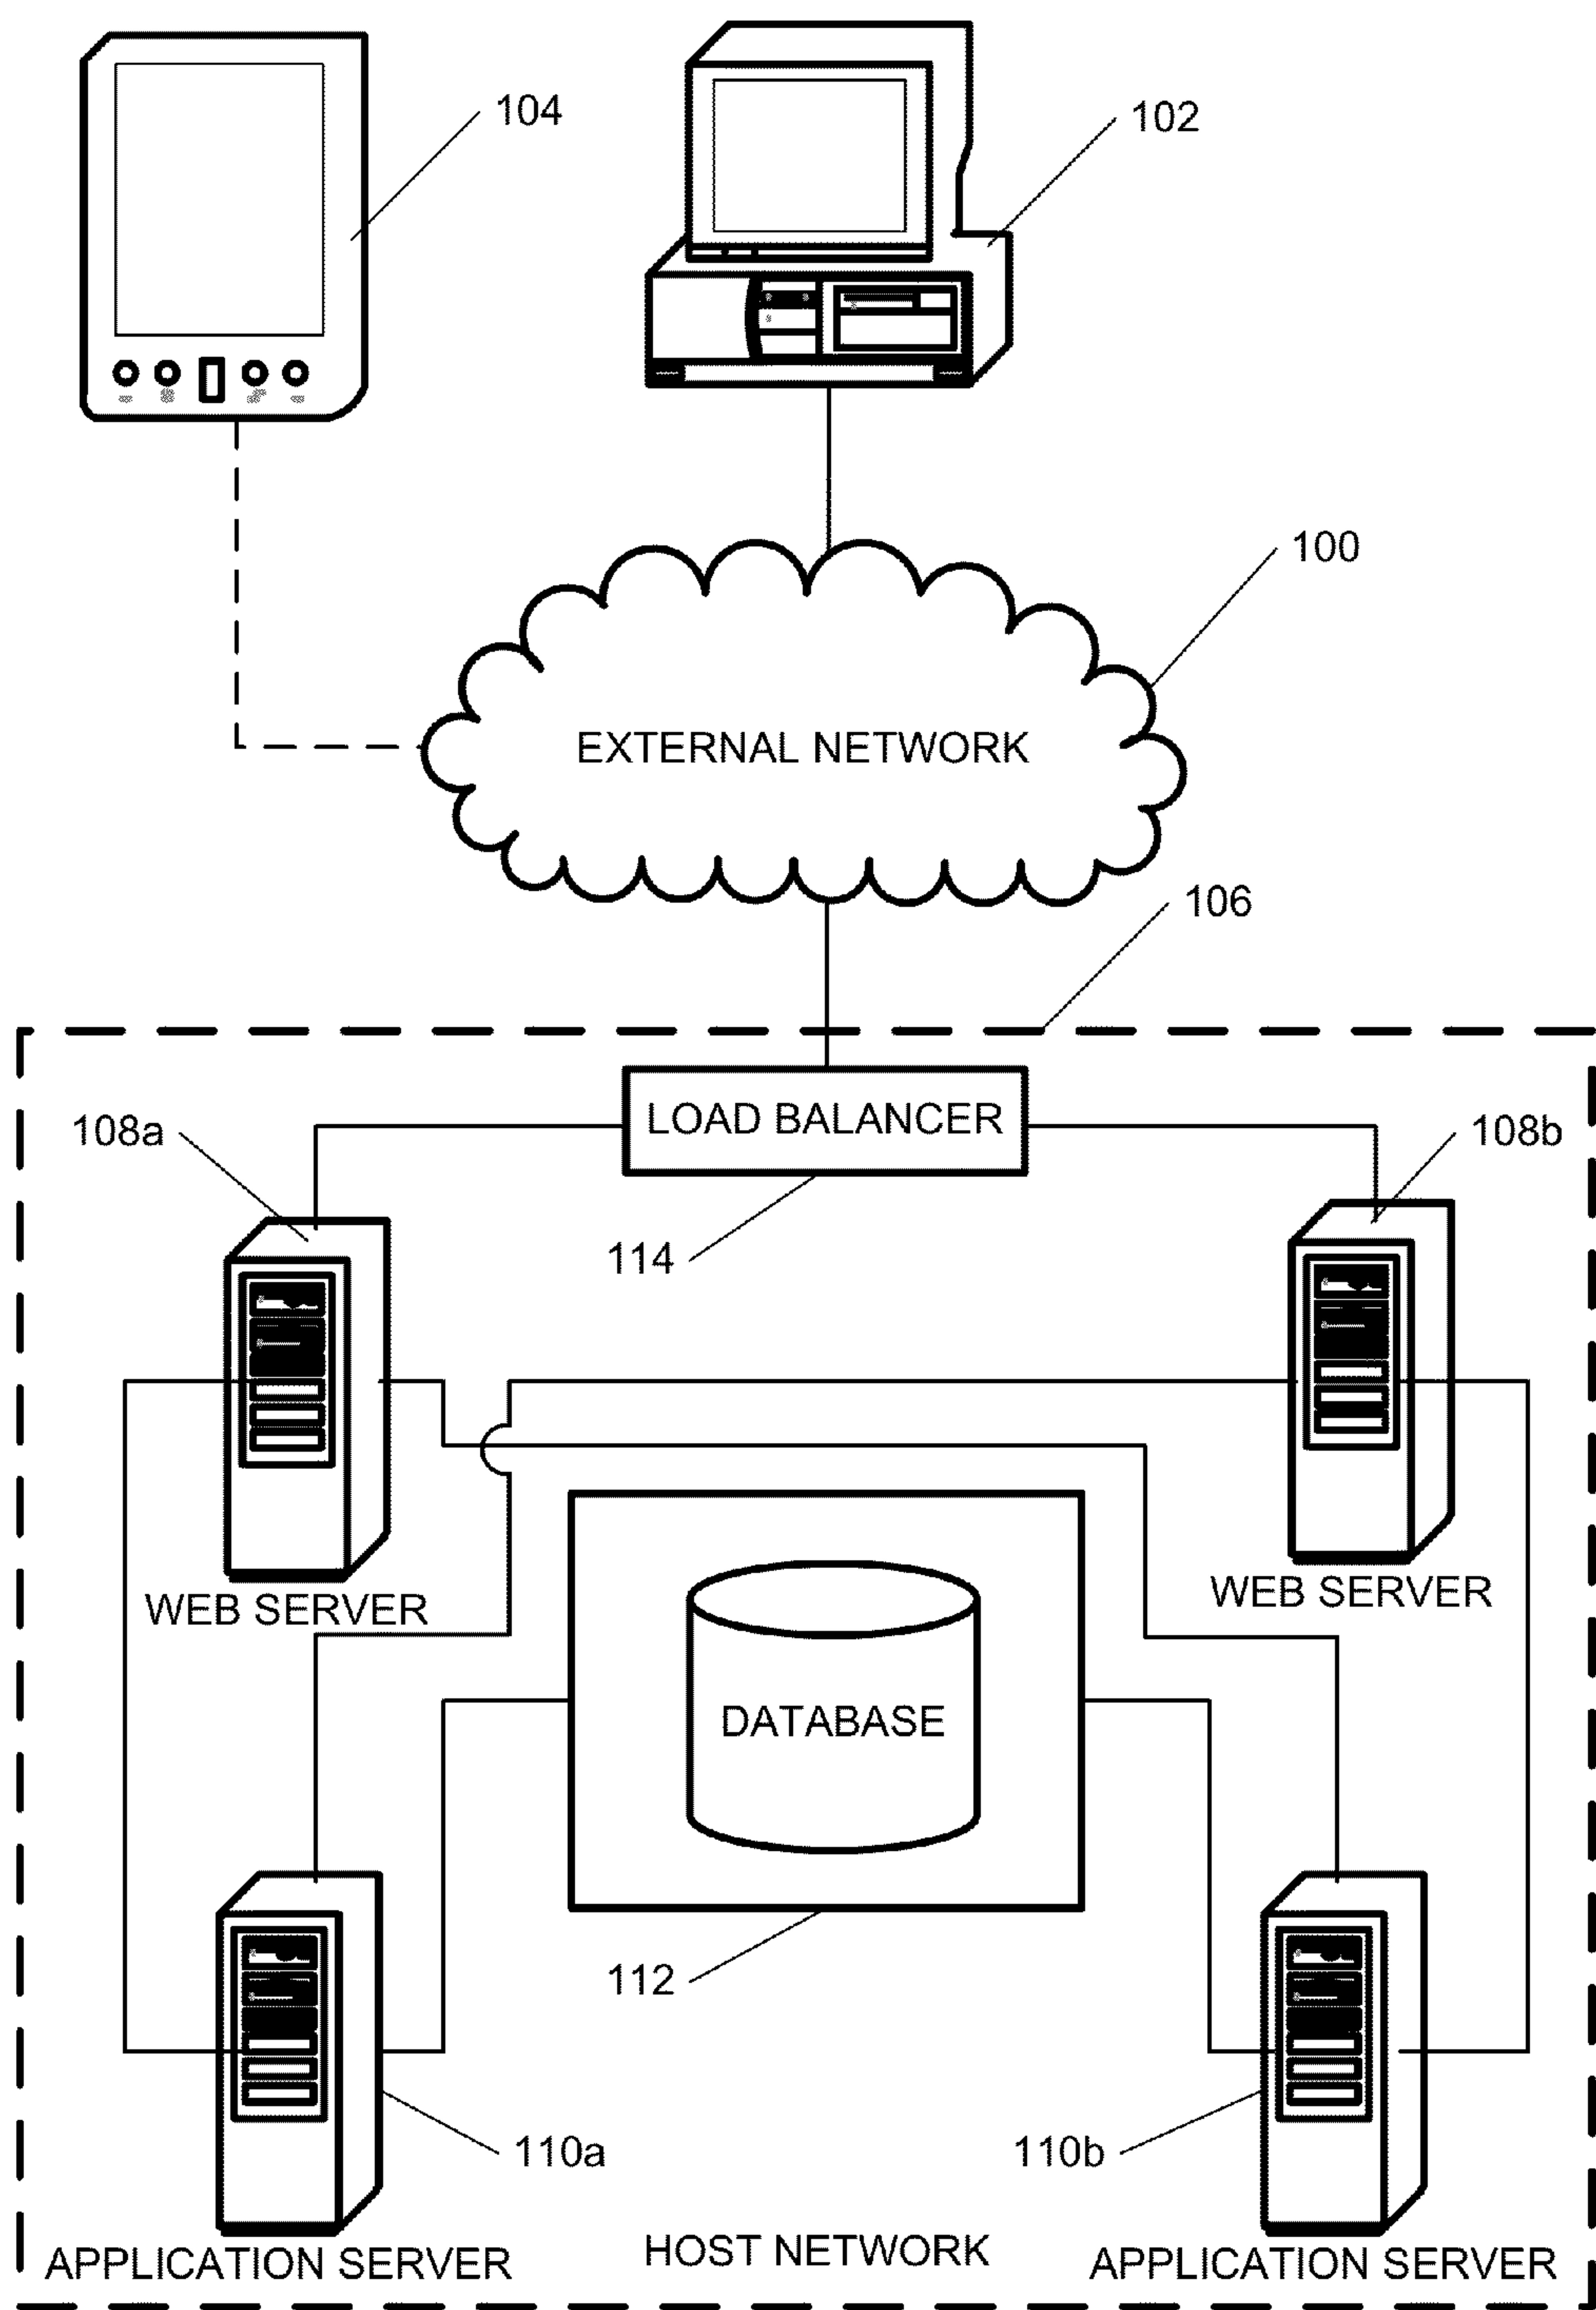 104
102
100
EXTERNAL NETWORK
106
LOAD BALANCER
108a
108b
114
WEB SERVER
WEB SERVER
DATABASE
112
110a
110b
HOST NETWORK
APPLICATION SERVER
APPLICATION SERVER